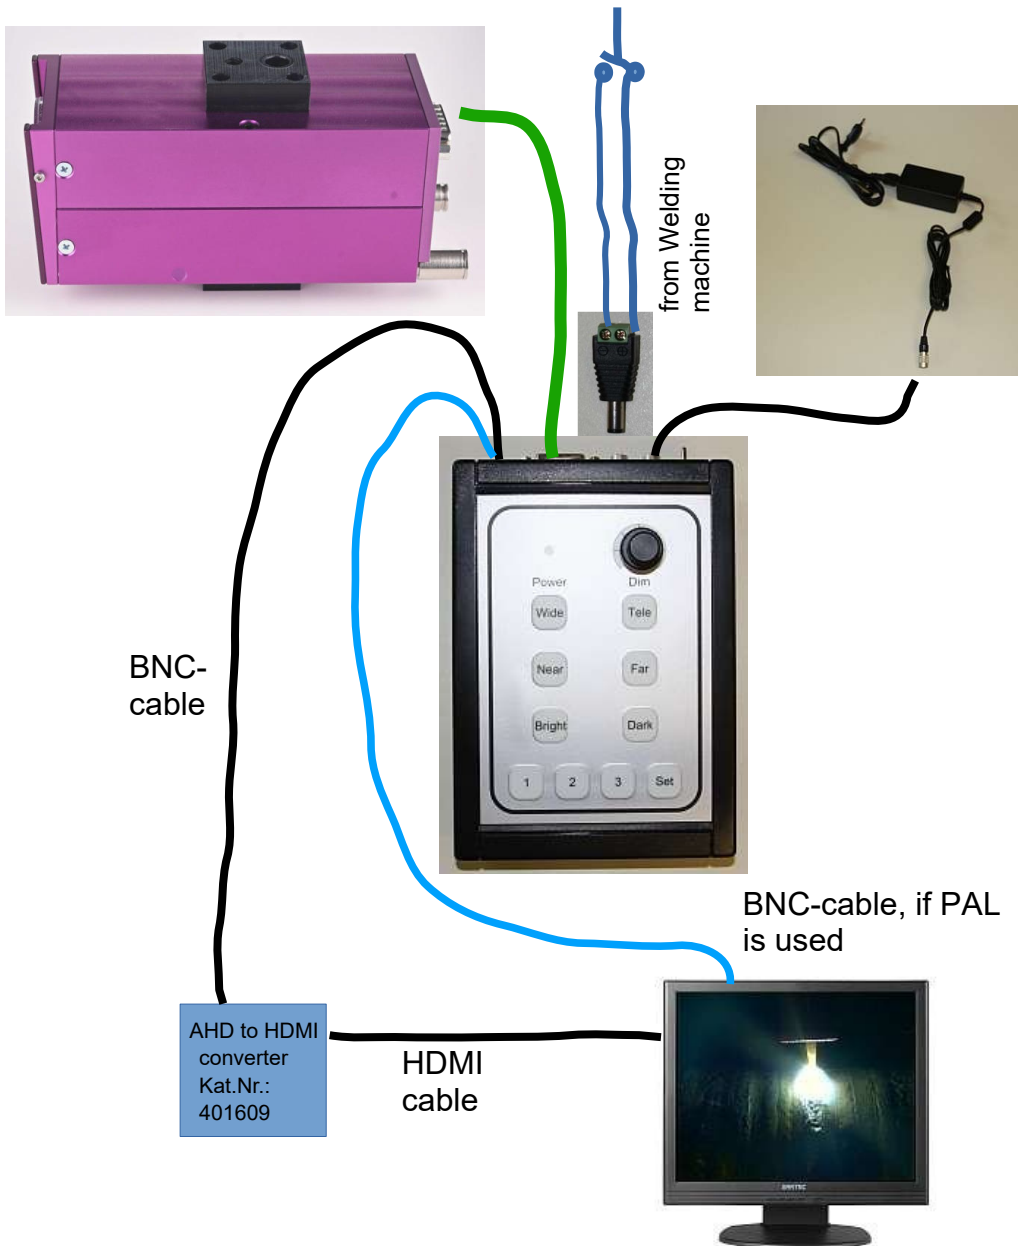 from Welding
machine
Power
Dim
Wide
Tele
Near
Far
Bright
Dark
1
2
3
Set
BNC-
cable
BNC-cable, if PAL
is used
AHD to HDMI
converter
Kat.Nr.:
401609
HDMI
cable